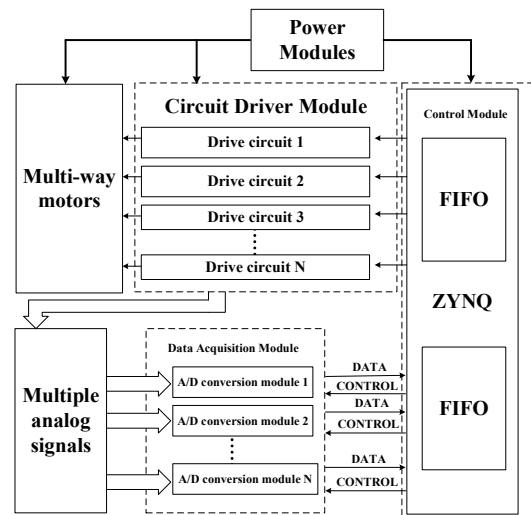 Power
Modules
Circuit Driver Module
Control Module
Drive circuit 1
Drive circuit 2
Drive circuit 3
Drive circuit N
Multi-way
motors
FIFO
ZYNQ
FIFO
Data Acquisition Module
A/D conversion module 1
A/D conversion module 2
A/D conversion module N
Multiple
analog
signals
DATA
CONTROL
DATA
CONTROL
DATA
CONTROL